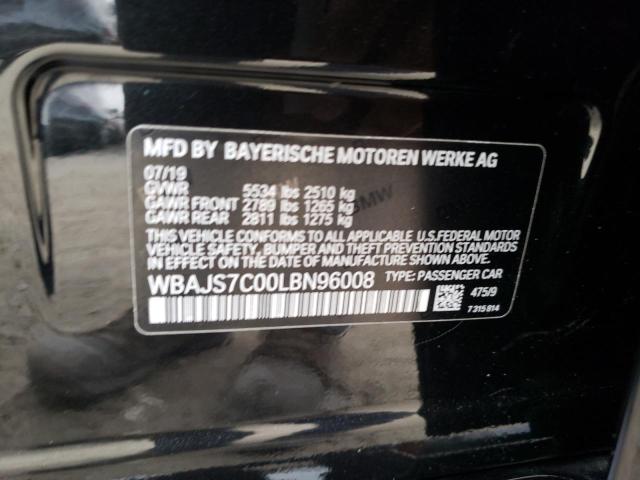 MFD BY BAYERISCHE MOTOREN WERKE AG
07/19
GVWR 5534 lbs 2510 kg
GAWR FRONT 2789 lbs 1265 kg
GAWR REAR 2811 lbs 1275 kg
THIS VEHICLE CONFORMS TO ALL APPLICABLE U.S.FEDERAL MOTOR
VEHICLE SAFETY, BUMPER, AND THEFT PREVENTION STANDARDS
IN EFFECT ON THE DATE OF MANUFACTURE SHOWN ABOVE.
WBAJS7C00LBN96008 TYPE: PASSENGER CAR
475/9
7315814
BMW